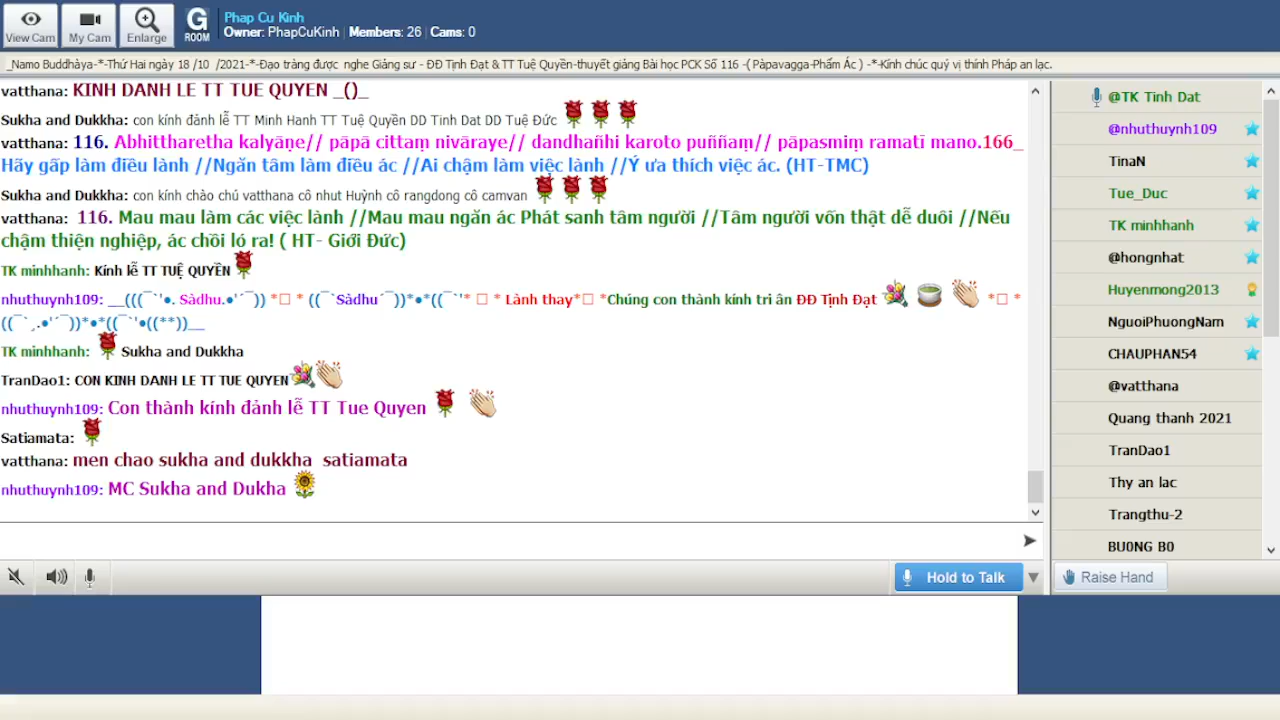 View Cam
My Cam
Enlarge
G
ROOM
Phap Cu Kinh
Owner: PhapCuKinh | Members: 26 | Cams: 0
_Namo Buddhàya-*-Thứ Hai ngày 18 /10 /2021-*-Đạo tràng được nghe Giảng sư - ĐĐ Tịnh Đạt & TT Tuệ Quyền-thuyết giảng Bài học PCK Số 116 -( Pàpavagga-Phẩm Ác ) -*-Kính chúc quý vị thính Pháp an lạc.
vatthana: KINH DANH LE TT TUE QUYEN _()_
Sukha and Dukkha: con kính đảnh lễ TT Minh Hanh TT Tuệ Quyền DD Tinh Dat DD Tuệ Đức
vatthana: 116. Abhittharetha kalyāṇe// pāpā cittaṃ nivāraye// dandhañhi karoto puññaṃ// pāpasmiṃ ramatī mano.166_
Hãy gấp làm điều lành //Ngăn tâm làm điều ác //Ai chậm làm việc lành //Ý ưa thích việc ác. (HT-TMC)
Sukha and Dukkha: con kính chào chú vatthana cô nhut Huỳnh cô rangdong cô camvan
vatthana: 116. Mau mau làm các việc lành //Mau mau ngăn ác Phát sanh tâm người //Tâm người vốn thật dễ duôi //Nếu
chậm thiện nghiệp, ác chồi ló ra! ( HT- Giới Đức)
TK minhhanh: Kính lễ TT TUỆ QUYỀN
nhuthuynh109: __(((¯`'•. Sàdhu.•'´¯)) *▯ * ((¯`Sàdhu´¯))*•*((¯`'* ▯ * Lành thay*▯ *Chúng con thành kính tri ân ĐĐ Tịnh Đạt *▯ *
((¯`¸.•'´¯))*•*((¯`'•((**))__
TK minhhanh: Sukha and Dukkha
TranDao1: CON KINH DANH LE TT TUE QUYEN
nhuthuynh109: Con thành kính đảnh lễ TT Tue Quyen
Satiamata:
vatthana: men chao sukha and dukkha satiamata
nhuthuynh109: MC Sukha and Dukha
Hold to Talk
@TK Tinh Dat
@nhuthuynh109
TinaN
Tue_Duc
TK minhhanh
@hongnhat
Huyenmong2013
NguoiPhuongNam
CHAUPHAN54
@vatthana
Quang thanh 2021
TranDao1
Thy an lac
Trangthu-2
BU0NG B0
Raise Hand